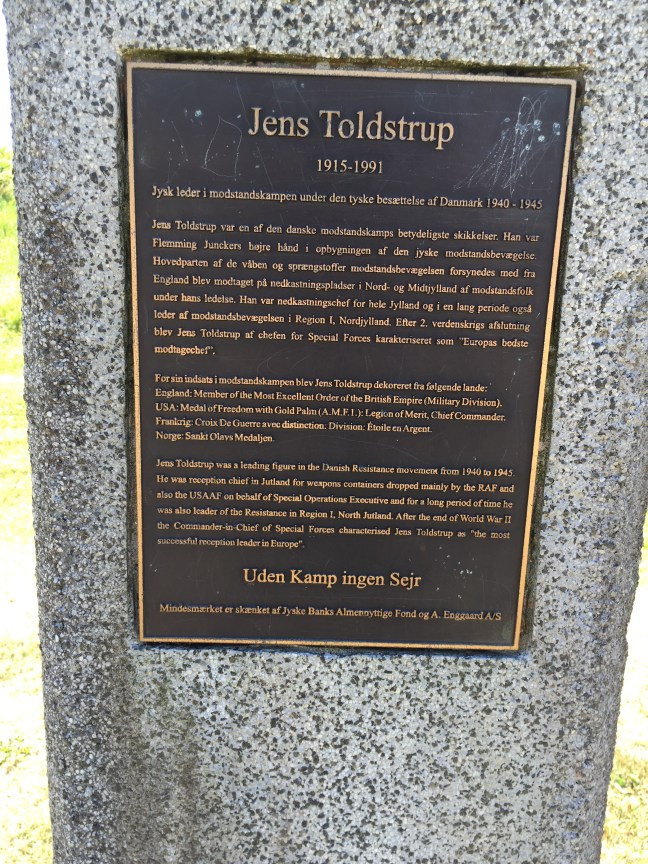 Jens Toldstrup
1915-1991
Jysk leder i modstandskampen under den tyske besættelse af Danmark 1940 - 1945
Jens Toldstrup var en af den danske modstandskamps betydeligste skikkelser. Han var
Flemming Junckers højre hånd i opbygningen af den jyske modstandsbevægelse.
Hovedparten af de våben og sprængstoffer modstandsbevægelsen forsynedes med fra
England blev modtaget på nedkastningspladser i Nord- og Midtjylland af modstandsfolk
under hans ledelse. Han var nedkastningschef for hele Jylland og i en lang periode også
leder af modstandsbevægelsen i Region I, Nordjylland. Efter 2. verdenskrigs afslutning
blev Jens Toldstrup af chefen for Special Forces karakteriseret som "Europas bedste
modtagechef".
For sin indsats i modstandskampen blev Jens Toldstrup dekoreret fra følgende lande:
England: Member of the Most Excellent Order of the British Empire (Military Division).
USA: Medal of Freedom with Gold Palm (A.M.F.1.): Legion of Merit, Chief Commander.
Frankrig: Croix De Guerre avec distinction: Division: Étoile en Argent.
Norge: Sankt Olavs Medaljen.
Jens Toldstrup was a leading figure in the Danish Resistance movement from 1940 to 1945.
He was reception chief in Jutland for weapons containers dropped mainly by the RAF and
also the USAAF on behalf of Special Operations Executive and for a long period of time he
was also leader of the Resistance in Region I, North Jutland. After the end of World War II
the Commander-in-Chief of Special Forces characterised Jens Toldstrup as "the most
successful reception leader in Europe".
Uden Kamp ingen Sejr
Mindesmærket er skænket af Jyske Banks Almennyttige Fond og A. Enggaard A/S